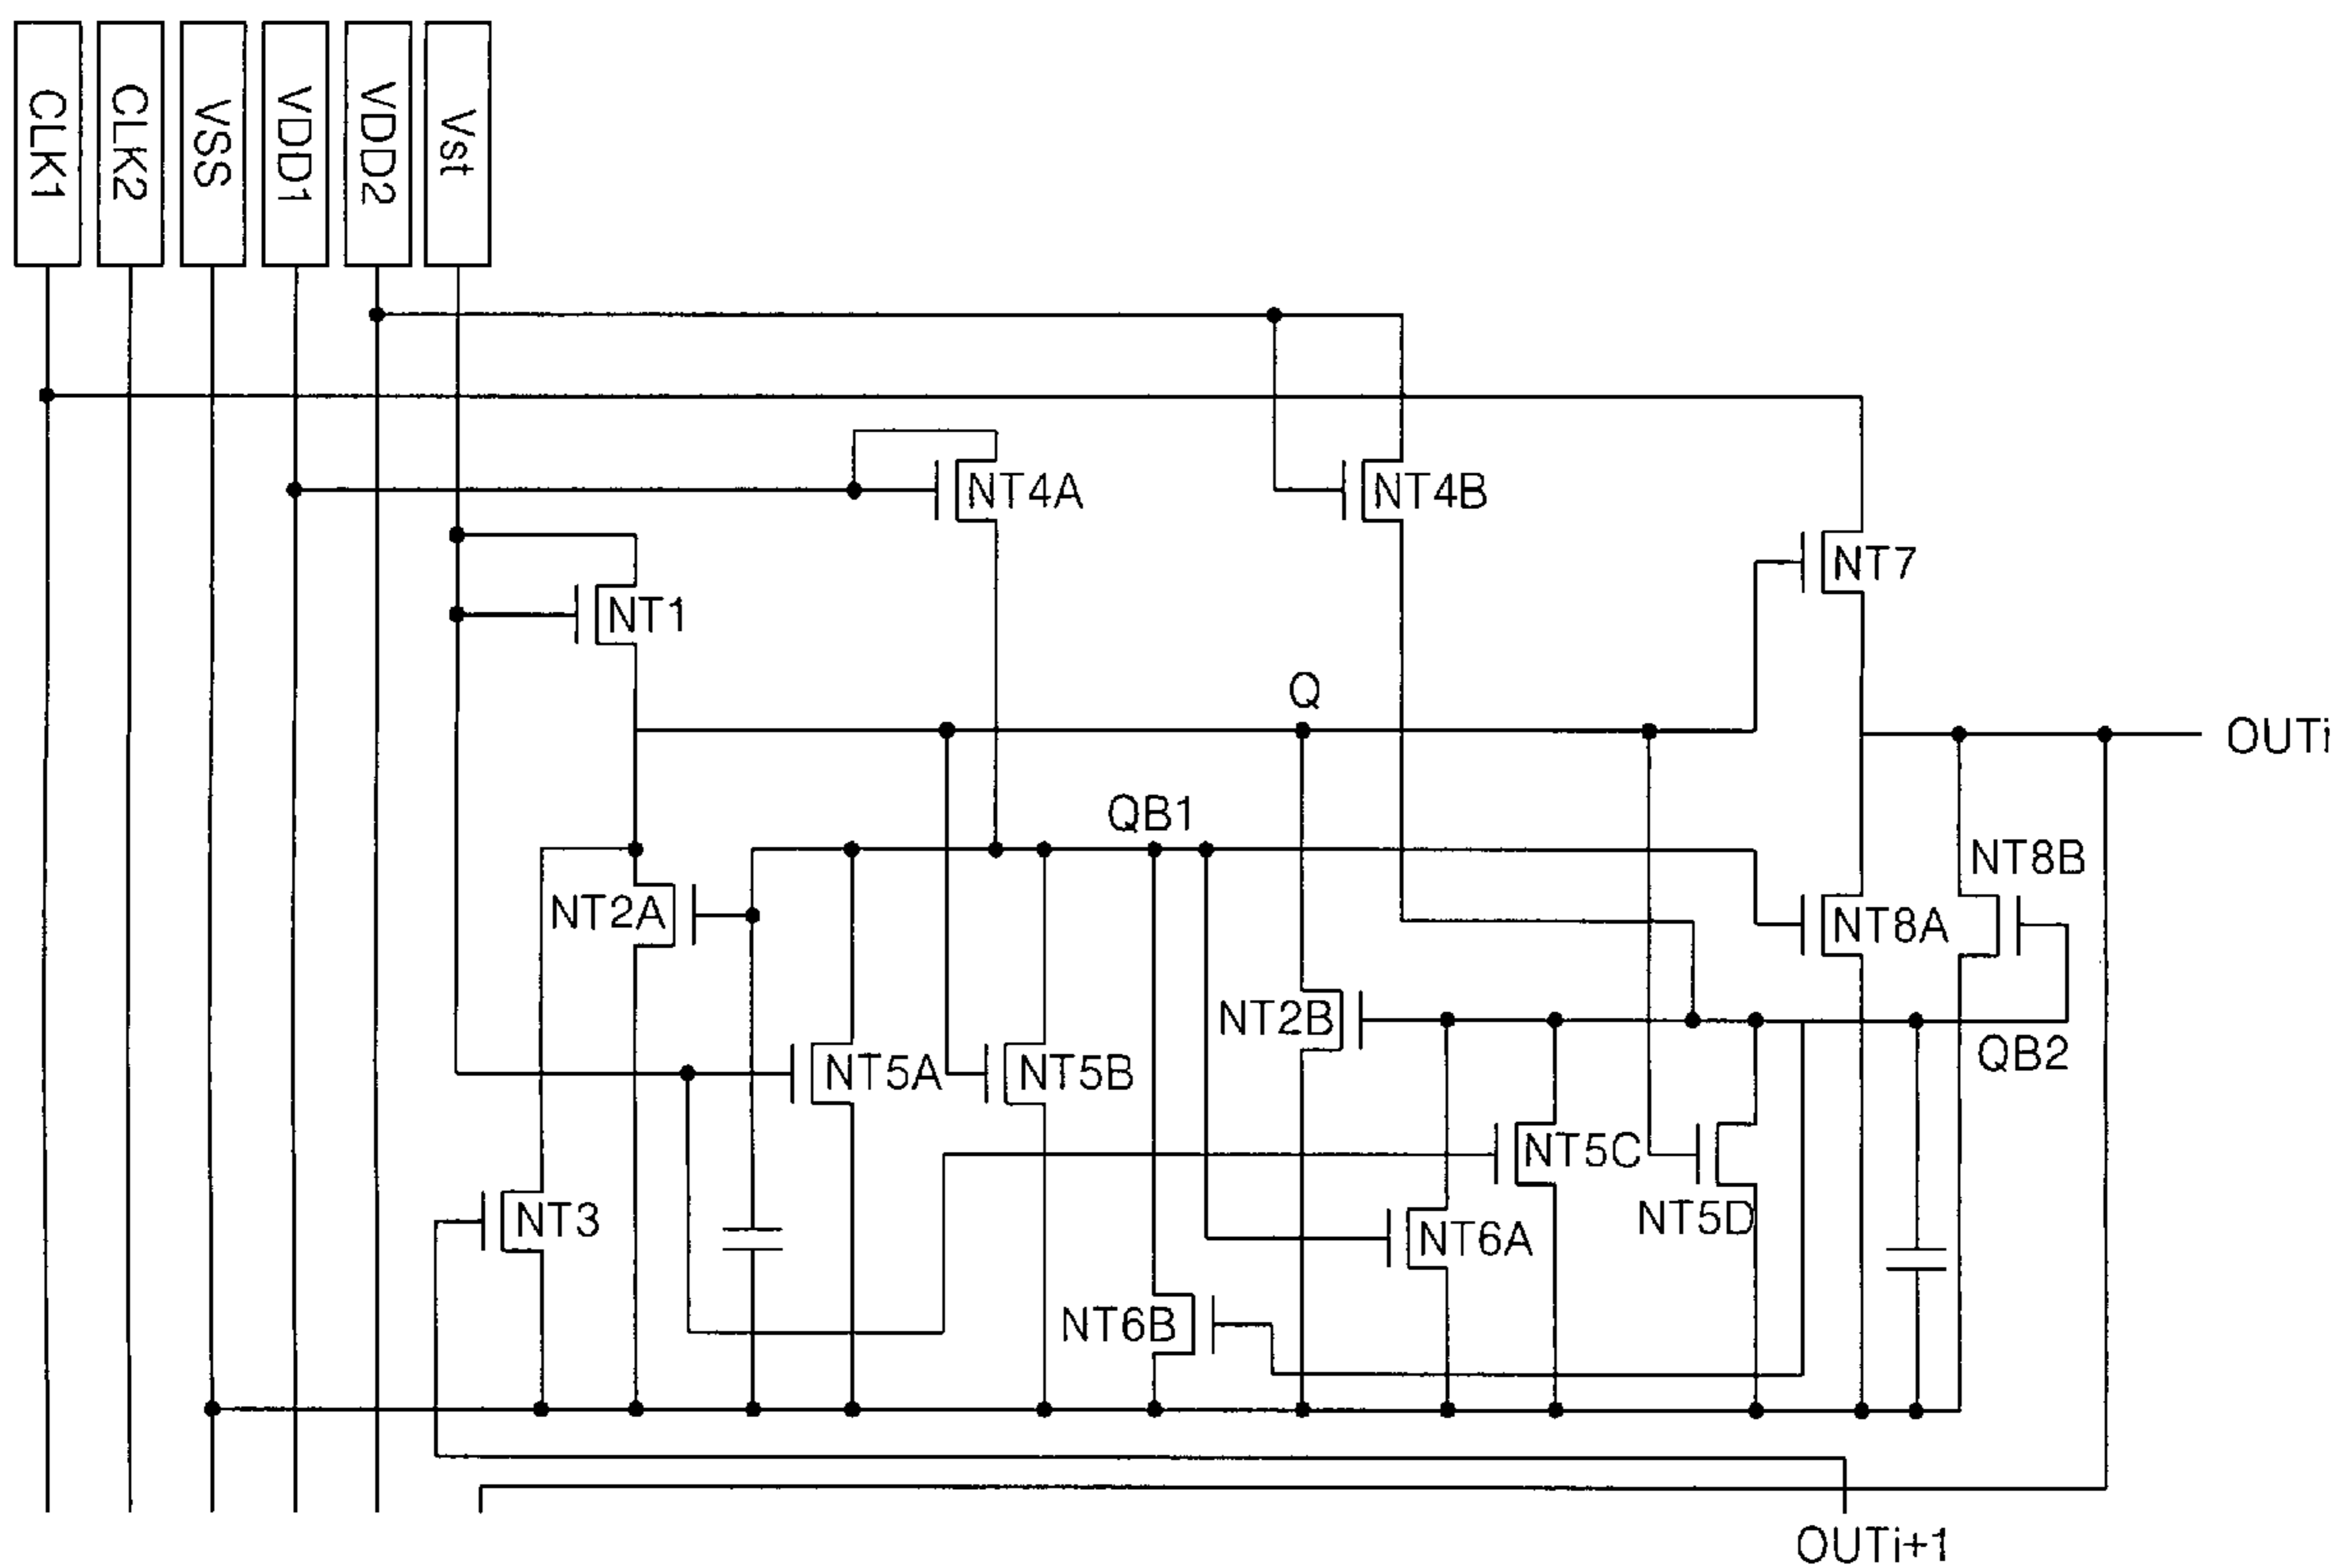 CLK1
CLK2
VSS
VDD1
VDD2
Vst
NT4A
NT4B
NT7
NT1
Q
OUTi
QB1
NT8B
NT2A
NT8A
NT2B
QB2
NT5A
NT5B
NT5C
NT5D
NT3
NT6A
NT6B
OUTi+1